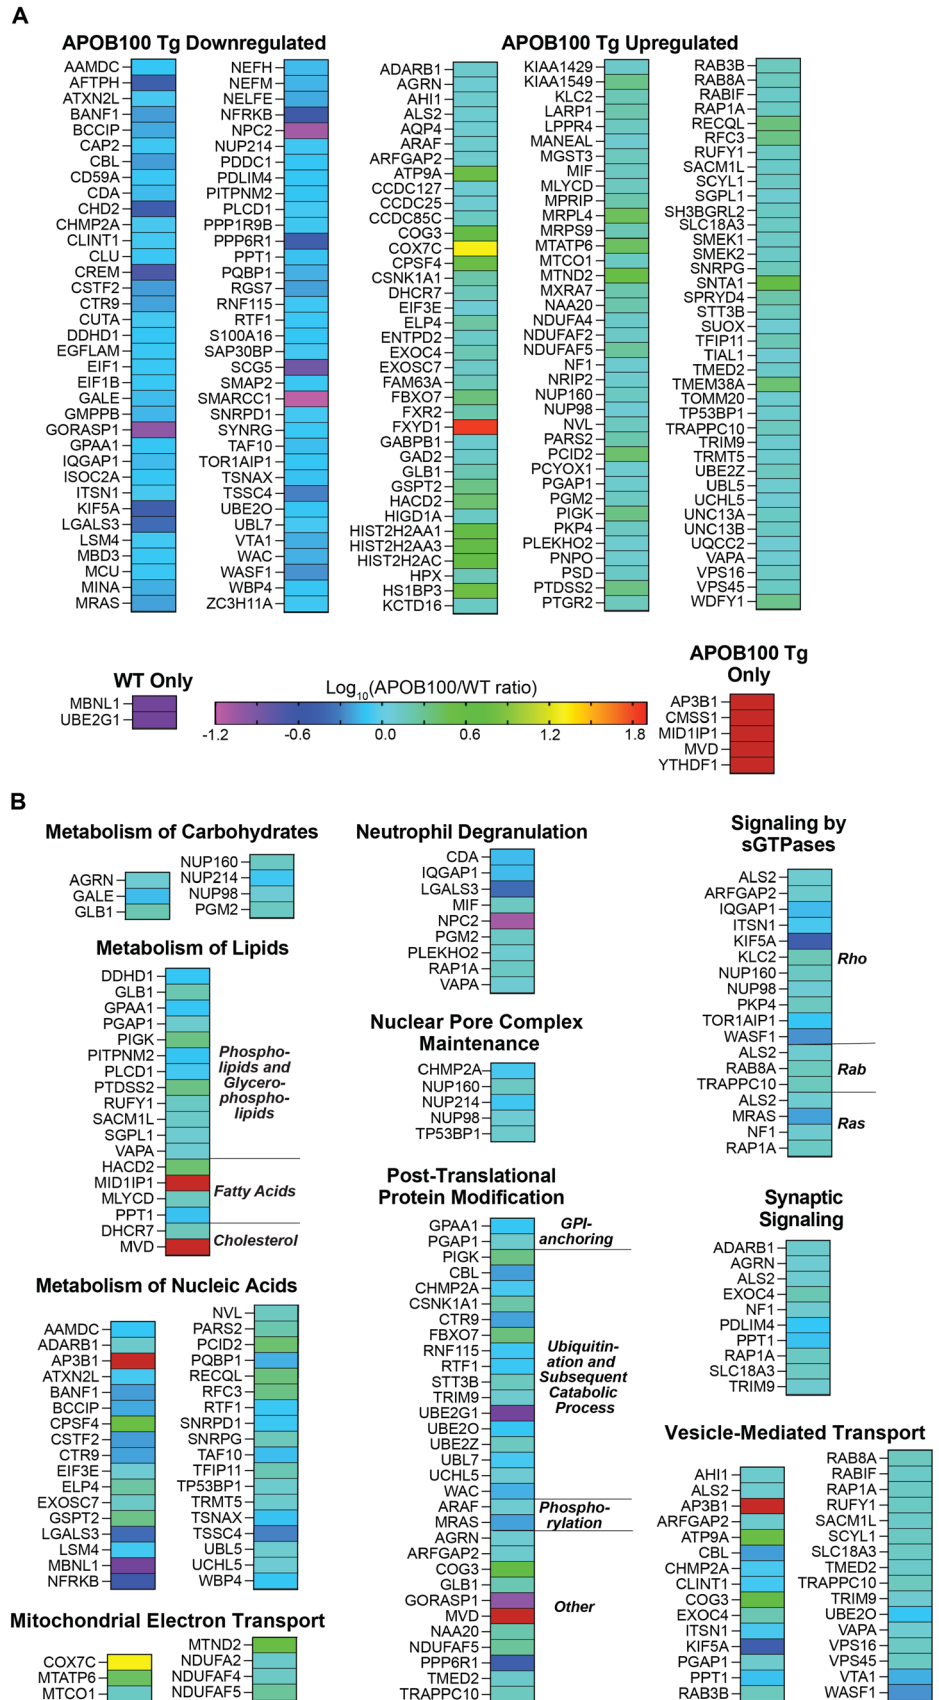 A
APOB100 Tg Downregulated
AAMDC
AFTPH
ATXN2L
BANF1
BCCIP
CAP2
CBL
CD59A
CDA
CHD2
CHMP2A
CLINT1
CLU
CREM
CSTF2
CTR9
CUTA
DDHD1
EGFLAM
EIF1
EIF1B
GALE
GMPPB
GORASP1
GPAA1
IQGAP1
ISOC2A
ITSN1
KIF5A
LGALS3
LSM4
MBD3
MCU
MINA
MRAS
NEFH
NEFM
NELFE
NFRKB
NPC2
NUP214
PDDC1
PDLIM4
PITPNM2
PLCD1
PPP1R9B
PPP6R1
PPT1
PQBP1
RGS7
RNF115
RTF1
S100A16
SAP30BP
SCG5
SMAP2
SMARCC1
SNRPD1
SYNRG
TAF10
TOR1AIP1
TSNAX
TSSC4
UBE2O
UBL7
VTA1
WAC
WASF1
WBP4
ZC3H11A
APOB100 Tg Upregulated
ADARB1
AGRN
AHI1
ALS2
AQP4
ARAF
ARFGAP2
ATP9A
CCDC127
CCDC25
CCDC85C
COG3
COX7C
CPSF4
CSNK1A1
DHCR7
EIF3E
ELP4
ENTPD2
EXOC4
EXOSC7
FAM63A
FBXO7
FXR2
FXYD1
GABPB1
GAD2
GLB1
GSPT2
HACD2
HIGD1A
HIST2H2AA1
HIST2H2AA3
HIST2H2AC
HPX
HS1BP3
KCTD16
KIAA1429
KIAA1549
KLC2
LARP1
LPPR4
MANEAL
MGST3
MIF
MLYCD
MPRIP
MRPL4
MRPS9
MTATP6
MTCO1
MTND2
MXRA7
NAA20
NDUFA4
NDUFAF2
NDUFAF5
NF1
NRIP2
NUP160
NUP98
NVL
PARS2
PCID2
PCYOX1
PGAP1
PGM2
PIGK
PKP4
PLEKHO2
PNPO
PSD
PTDSS2
PTGR2
RAB3B
RAB8A
RABIF
RAP1A
RECQL
RFC3
RUFY1
SACM1L
SCYL1
SGPL1
SH3BGRL2
SLC18A3
SMEK1
SMEK2
SNRPG
SNTA1
SPRYD4
STT3B
SUOX
TFIP11
TIAL1
TMED2
TMEM38A
TOMM20
TP53BP1
TRAPPC10
TRIM9
TRMT5
UBE2Z
UBL5
UCHL5
UNC13A
UNC13B
UQCC2
VAPA
VPS16
VPS45
WDFY1
WT Only
MBNL1
UBE2G1
Log10(APOB100/WT ratio)
-1.2 -0.6 0.0 0.6 1.2 1.8
APOB100 Tg
Only
AP3B1
CMSS1
MID1IP1
MVD
YTHDF1
B
Metabolism of Carbohydrates
AGRN
GALE
GLB1
NUP160
NUP214
NUP98
PGM2
Metabolism of Lipids
DDHD1
GLB1
GPAA1
PGAP1
PIGK
PITPNM2
PLCD1
PTDSS2
RUFY1
SACM1L
SGPL1
VAPA
HACD2
MID1IP1
MLYCD
PPT1
DHCR7
MVD
Phospho-
lipids and
Glycero-
phospho-
lipids
Fatty Acids
Cholesterol
Metabolism of Nucleic Acids
AAMDC
ADARB1
AP3B1
ATXN2L
BANF1
BCCIP
CPSF4
CSTF2
CTR9
EIF3E
ELP4
EXOSC7
GSPT2
LGALS3
LSM4
MBNL1
NFRKB
NVL
PARS2
PCID2
PQBP1
RECQL
RFC3
RTF1
SNRPD1
SNRPG
TAF10
TFIP11
TP53BP1
TRMT5
TSNAX
TSSC4
UBL5
UCHL5
WBP4
Mitochondrial Electron Transport
COX7C
MTATP6
MTCO1
MTND2
NDUFA2
NDUFAF4
NDUFAF5
Neutrophil Degranulation
CDA
IQGAP1
LGALS3
MIF
NPC2
PGM2
PLEKHO2
RAP1A
VAPA
Nuclear Pore Complex
Maintenance
CHMP2A
NUP160
NUP214
NUP98
TP53BP1
Post-Translational
Protein Modification
GPAA1
PGAP1
PIGK
CBL
CHMP2A
CSNK1A1
CTR9
FBXO7
RNF115
RTF1
STT3B
TRIM9
UBE2G1
UBE2O
UBE2Z
UBL7
UCHL5
WAC
ARAF
MRAS
AGRN
ARFGAP2
COG3
GLB1
GORASP1
MVD
NAA20
NDUFAF5
PPP6R1
TMED2
TRAPPC10
GPI-
anchoring
Ubiquitin-
ation and
Subsequent
Catabolic
Process
Phospho-
rylation
Other
Signaling by
sGTPases
ALS2
ARFGAP2
IQGAP1
ITSN1
KIF5A
KLC2
NUP160
NUP98
PKP4
TOR1AIP1
WASF1
ALS2
RAB8A
TRAPPC10
ALS2
MRAS
NF1
RAP1A
Rho
Rab
Ras
Synaptic
Signaling
ADARB1
AGRN
ALS2
EXOC4
NF1
PDLIM4
PPT1
RAP1A
SLC18A3
TRIM9
Vesicle-Mediated Transport
AHI1
ALS2
AP3B1
ARFGAP2
ATP9A
CBL
CHMP2A
CLINT1
COG3
EXOC4
ITSN1
KIF5A
PGAP1
PPT1
RAB3B
RAB8A
RABIF
RAP1A
RUFY1
SACM1L
SCYL1
SLC18A3
TMED2
TRAPPC10
TRIM9
UBE2O
VAPA
VPS16
VPS45
VTA1
WASF1